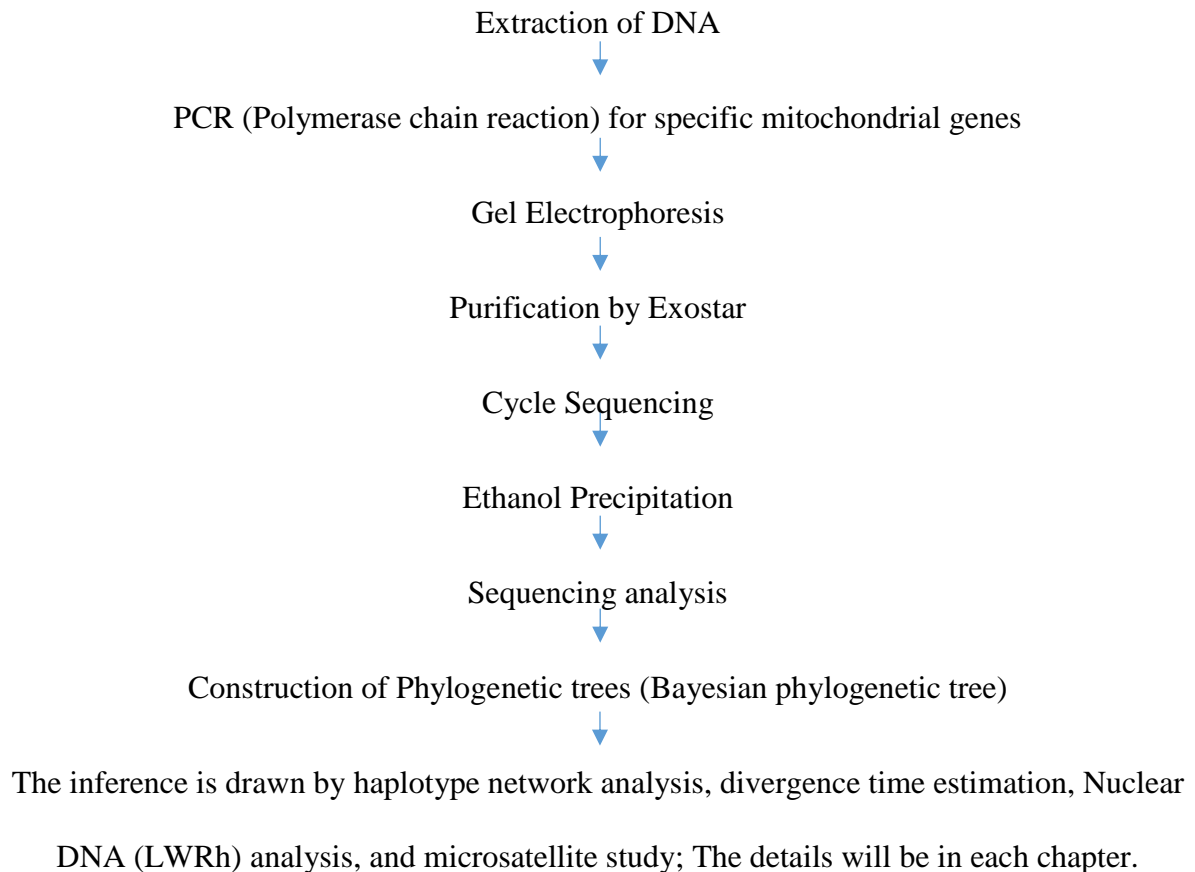 Extraction of DNA
PCR (Polymerase chain reaction) for specific mitochondrial genes
Gel Electrophoresis
Purification by Exostar
Cycle Sequencing
Ethanol Precipitation
Sequencing analysis
Construction of Phylogenetic trees (Bayesian phylogenetic tree)
The inference is drawn by haplotype network analysis, divergence time estimation, Nuclear
DNA (LWRh) analysis, and microsatellite study; The details will be in each chapter.